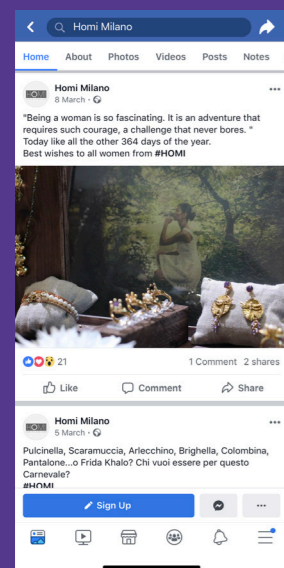 Homi Milano
Home About Photos Videos Posts Notes
Homi Milano
8 March ·
"Being a woman is so fascinating. It is an adventure that
requires such courage, a challenge that never bores. "
Today like all the other 364 days of the year.
Best wishes to all women from #HOMI
21 1 Comment 2 shares
Like Comment Share
Homi Milano
5 March ·
Pulcinella, Scaramuccia, Arlecchino, Brighella, Colombina,
Pantalone...o Frida Khalo? Chi vuoi essere per questo
Carnevale?
#HOMI
Sign Up